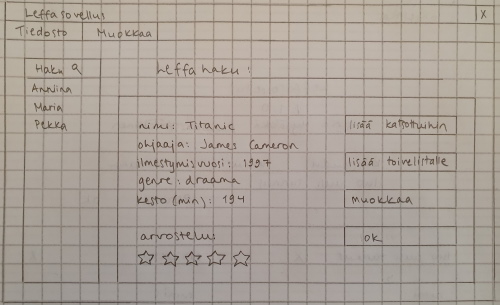 Leffasovellus X
Tiedosto Muokkaa
Haku
Leffahaku:
Anniina
Maria
Pekka
nimi: Titanic
ohjaaja: James Cameron
ilmestymisvuosi: 1997
genre: draama
kesto (min): 194
arvostelu:
lisää katsottuihin
lisää toivelistalle
muokkaa
ok